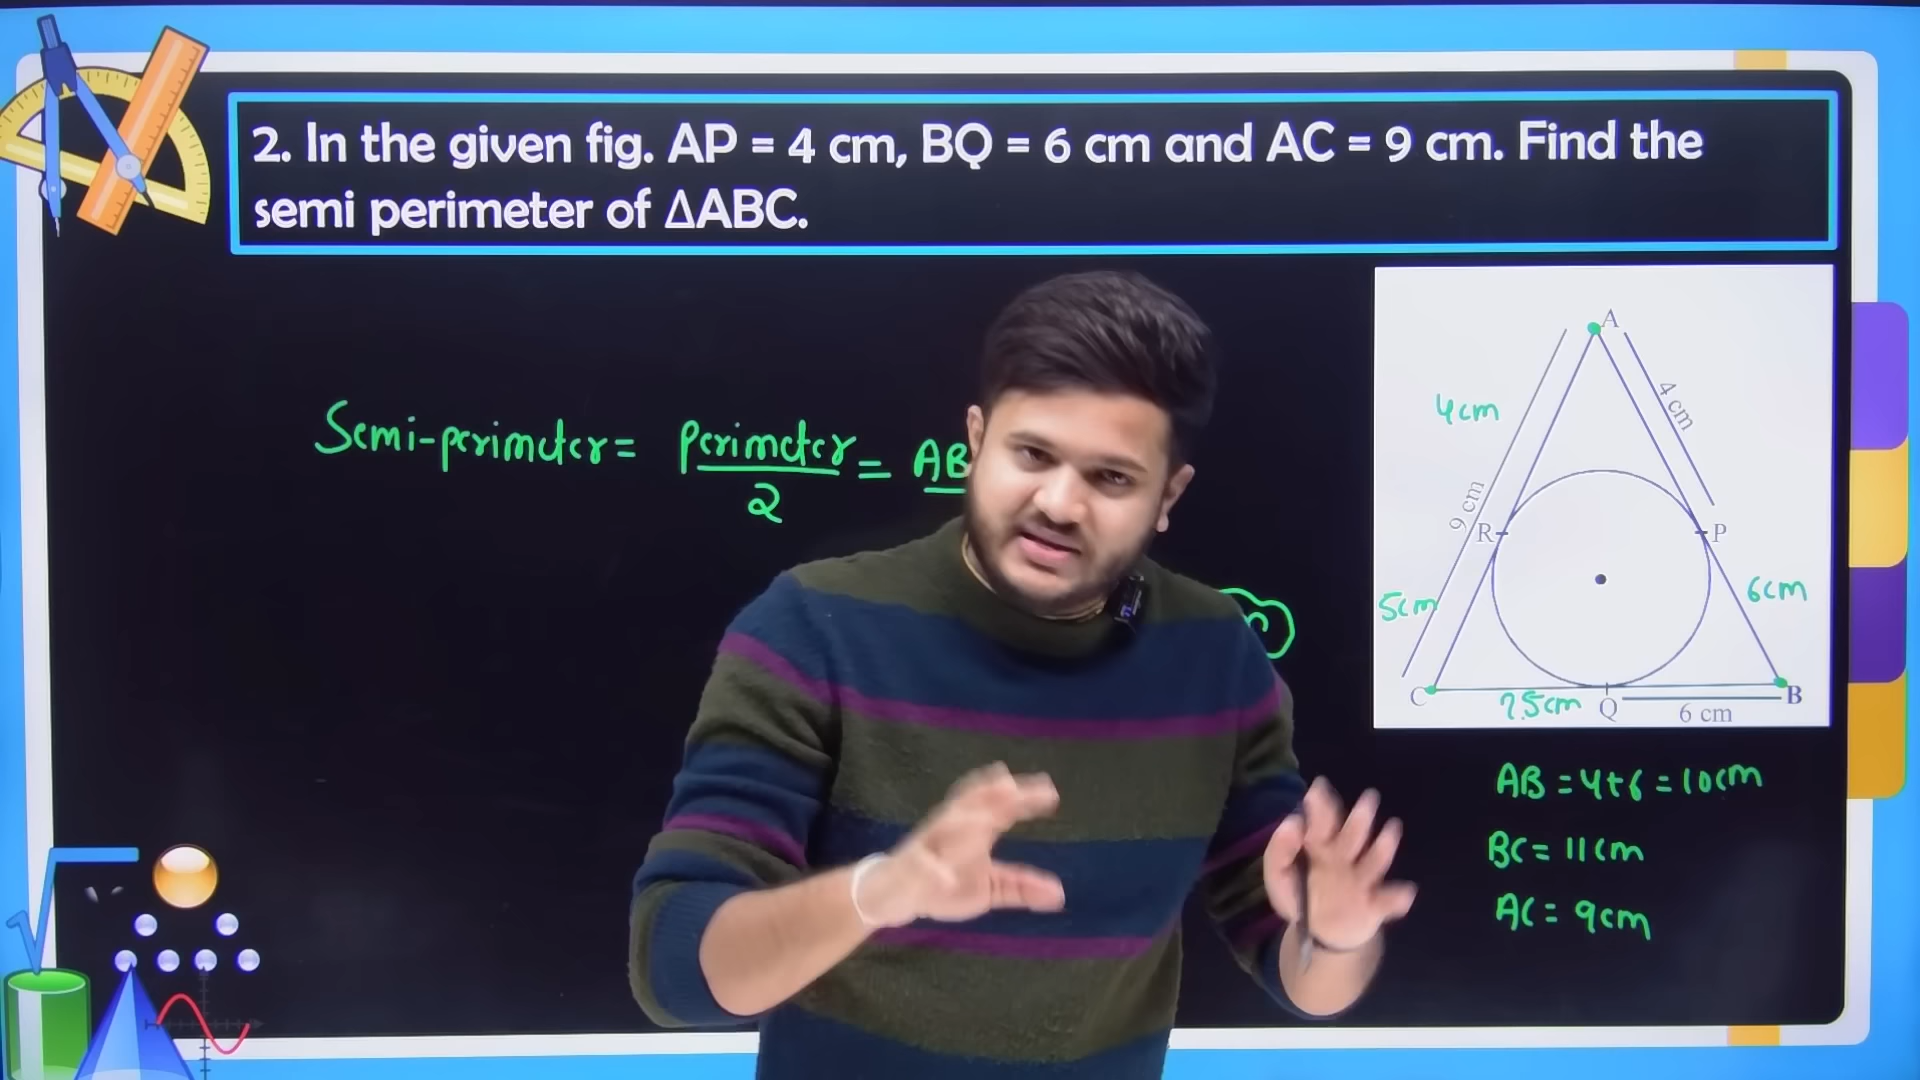 2. In the given fig. AP = 4 cm, BQ = 6 cm and AC = 9 cm. Find the
semi perimeter of ΔABC.
Semi-perimeter = perimeter = AB
2
A
4cm
4 cm
9 cm
R
P
5cm
6cm
C
Q
B
6 cm
AB = 4+6 = 10cm
BC = 11cm
AC = 9cm